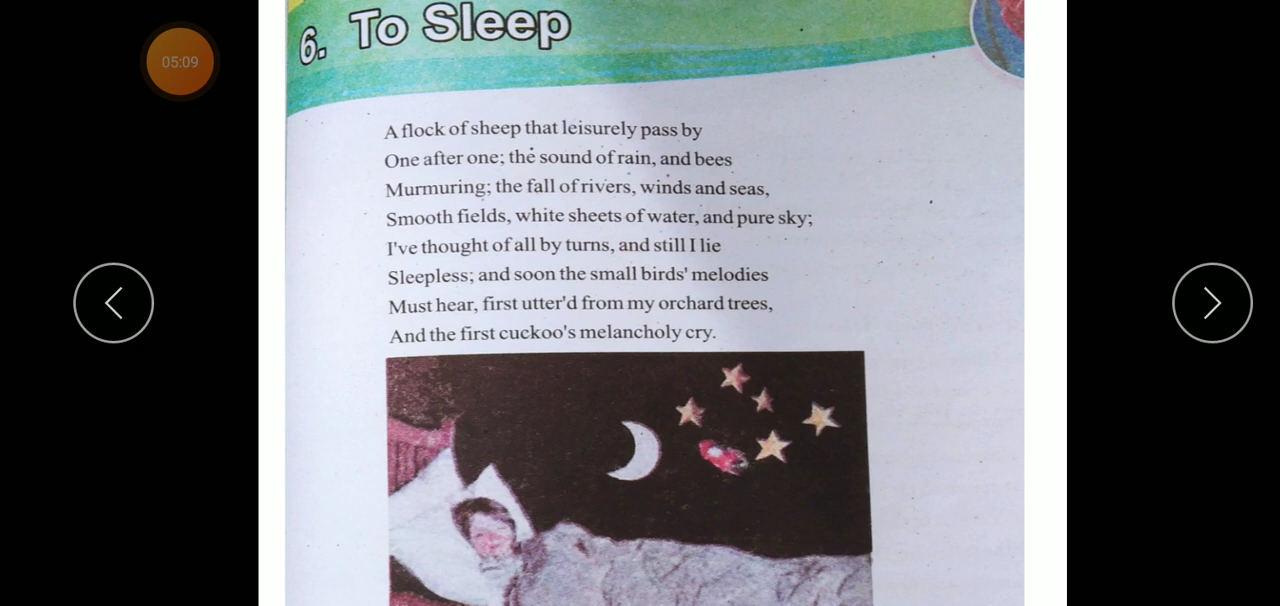 05:09
6. To Sleep
A flock of sheep that leisurely pass by
One after one; the sound of rain, and bees
Murmuring; the fall of rivers, winds and seas,
Smooth fields, white sheets of water, and pure sky;
I've thought of all by turns, and still I lie
Sleepless; and soon the small birds' melodies
Must hear, first utter'd from my orchard trees,
And the first cuckoo's melancholy cry.